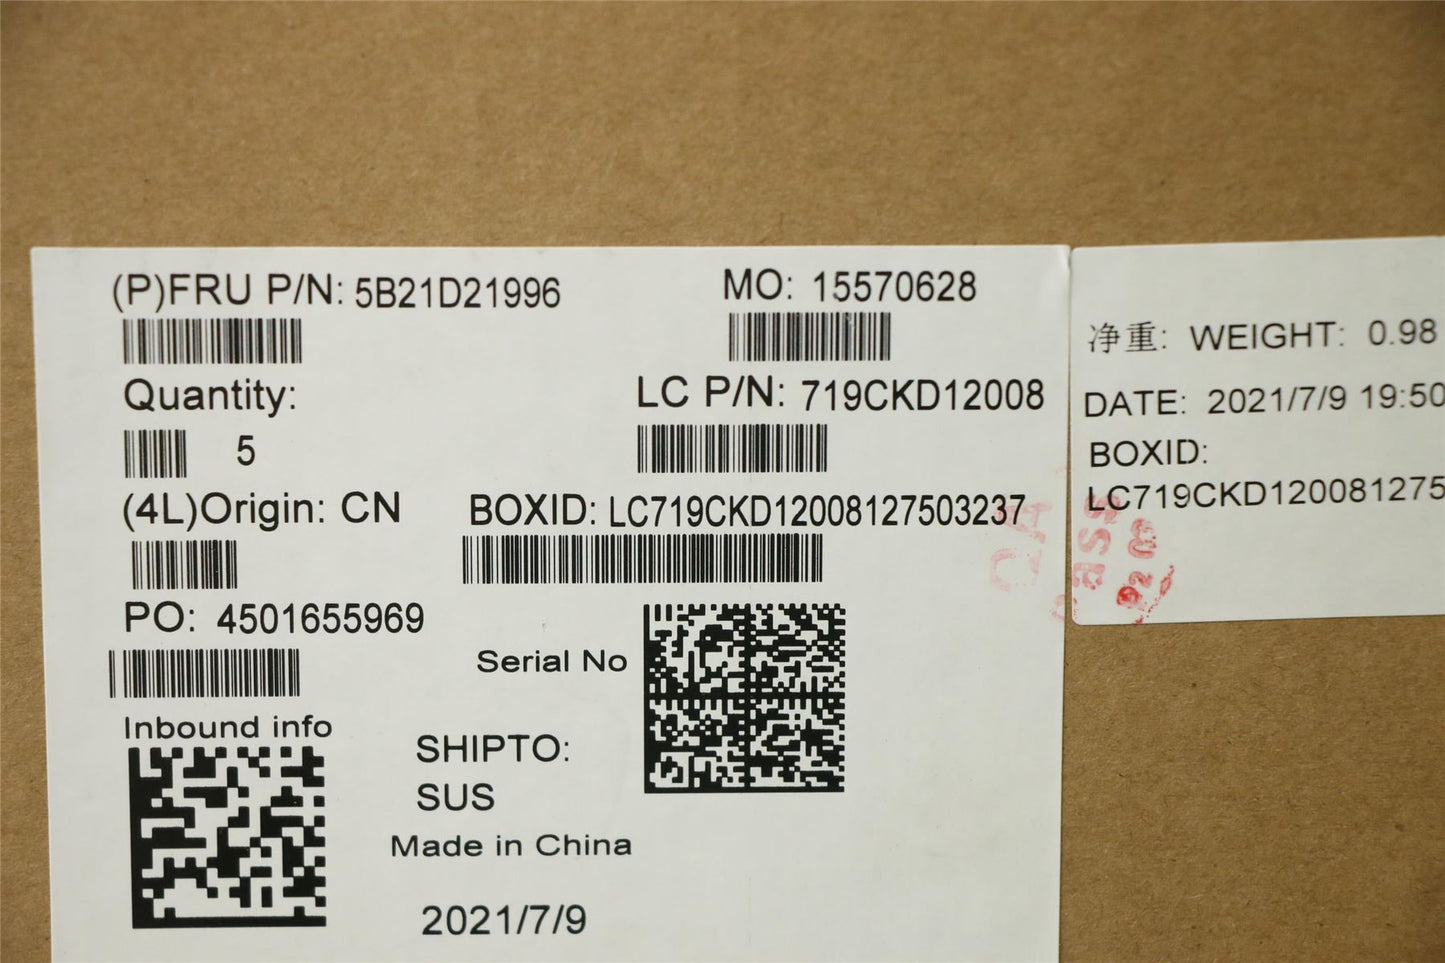 (P)FRU P/N: 5B21D21996
MO: 15570628
Quantity:
5
LC P/N: 719CKD12008
(4L)Origin: CN
BOXID: LC719CKD12008127503237
PO: 4501655969
Serial No
Inbound info
SHIPTO:
SUS
Made in China
2021/7/9
净重: WEIGHT: 0.98
DATE: 2021/7/9 19:50
BOXID:
LC719CKD120081275
QA
Pass